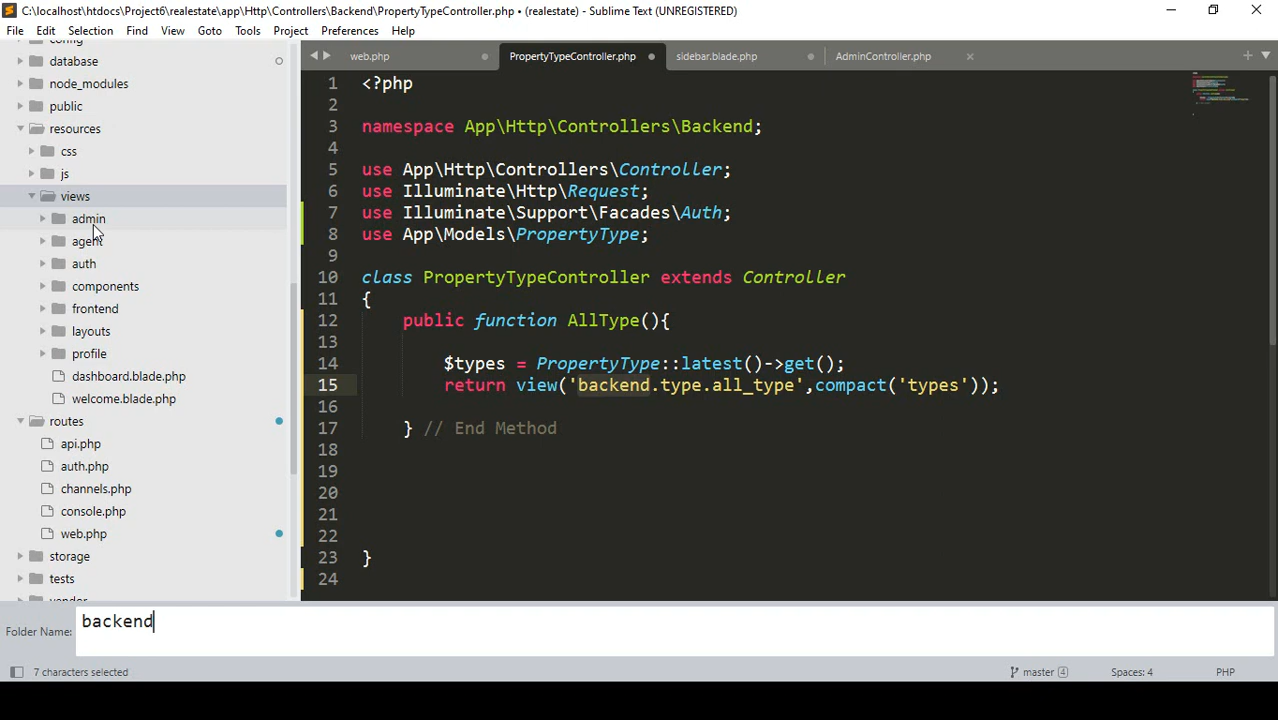 C:\localhost\htdocs\Project6\realestate\app\Http\Controllers\Backend\PropertyTypeController.php • (realestate) - Sublime Text (UNREGISTERED)
File Edit Selection Find View Goto Tools Project Preferences Help
config
database
node_modules
public
resources
css
js
views
admin
agent
auth
components
frontend
layouts
profile
dashboard.blade.php
welcome.blade.php
routes
api.php
auth.php
channels.php
console.php
web.php
storage
tests
vendor
web.php PropertyTypeController.php sidebar.blade.php AdminController.php
1 <?php
2
3 namespace App\Http\Controllers\Backend;
4
5 use App\Http\Controllers\Controller;
6 use Illuminate\Http\Request;
7 use Illuminate\Support\Facades\Auth;
8 use App\Models\PropertyType;
9
10 class PropertyTypeController extends Controller
11 {
12 public function AllType(){
13
14 $types = PropertyType::latest()->get();
15 return view('backend.type.all_type',compact('types'));
16
17 } // End Method
18
19
20
21
22
23 }
24
Folder Name: backend
7 characters selected master 4 Spaces: 4 PHP